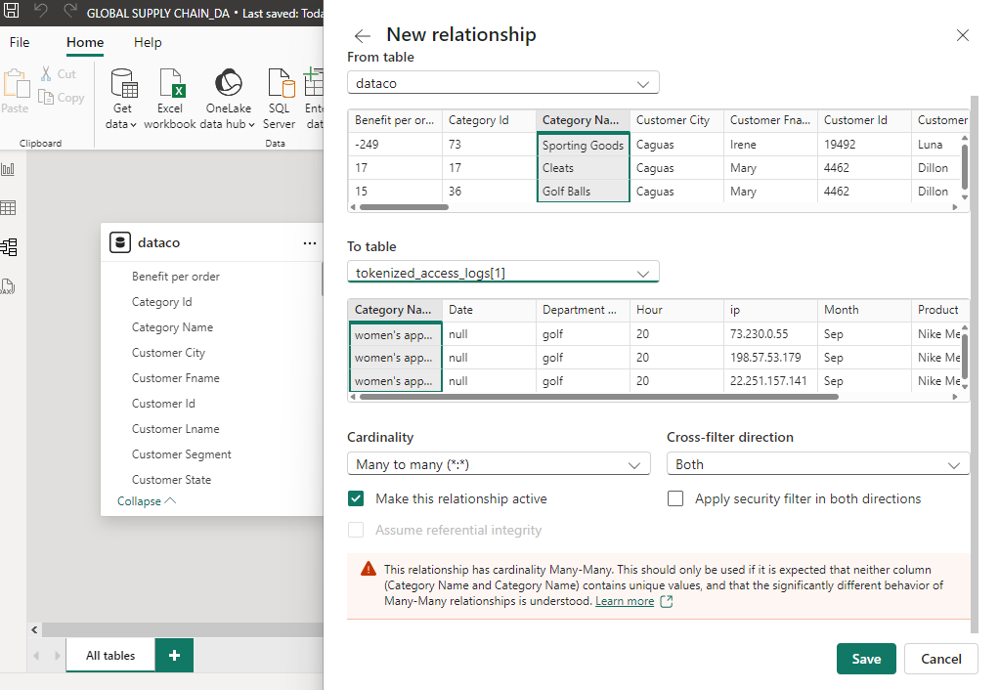 GLOBAL SUPPLY CHAIN_DA • Last saved: Toda
File Home Help
Paste
Cut
Copy
Get data
Excel workbook
OneLake data hub
SQL Server
Ente dat
Clipboard
Data
dataco
Benefit per order
Category Id
Category Name
Customer City
Customer Fname
Customer Id
Customer Lname
Customer Segment
Customer State
Collapse
All tables
+
New relationship
From table
dataco
Benefit per or... Category Id Category Na... Customer City Customer Fna... Customer Id Customer
-249 73 Sporting Goods Caguas Irene 19492 Luna
17 17 Cleats Caguas Mary 4462 Dillon
15 36 Golf Balls Caguas Mary 4462 Dillon
To table
tokenized_access_logs[1]
Category Na... Date Department ... Hour ip Month Product
women's app... null golf 20 73.230.0.55 Sep Nike Me
women's app... null golf 20 198.57.53.179 Sep Nike Me
women's app... null golf 20 22.251.157.141 Sep Nike Me
Cardinality
Cross-filter direction
Many to many (*:*)
Both
Make this relationship active
Apply security filter in both directions
Assume referential integrity
This relationship has cardinality Many-Many. This should only be used if it is expected that neither column
(Category Name and Category Name) contains unique values, and that the significantly different behavior of
Many-Many relationships is understood. Learn more
Save Cancel